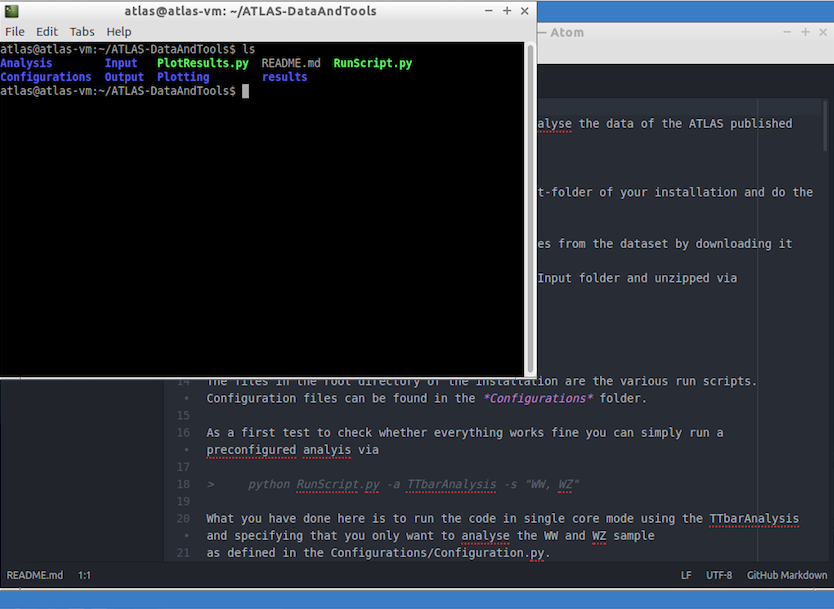 atlas@atlas-vm: ~/ATLAS-DataAndTools
File Edit Tabs Help
atlas@atlas-vm:~/ATLAS-DataAndTools$ ls
Analysis Input PlotResults.py README.md RunScript.py
Configurations Output Plotting results
atlas@atlas-vm:~/ATLAS-DataAndTools$
— Atom
alyse the data of the ATLAS published
t-folder of your installation and do the
es from the dataset by downloading it
Input folder and unzipped via
14 The files in the root directory of the installation are the various run scripts.
• Configuration files can be found in the *Configurations* folder.
15
16 As a first test to check whether everything works fine you can simply run a
• preconfigured analyis via
17
18 > python RunScript.py -a TTbarAnalysis -s "WW, WZ"
19
20 What you have done here is to run the code in single core mode using the TTbarAnalysis
• and specifying that you only want to analyse the WW and WZ sample
21 as defined in the Configurations/Configuration.py.
README.md 1:1 LF UTF-8 GitHub Markdown